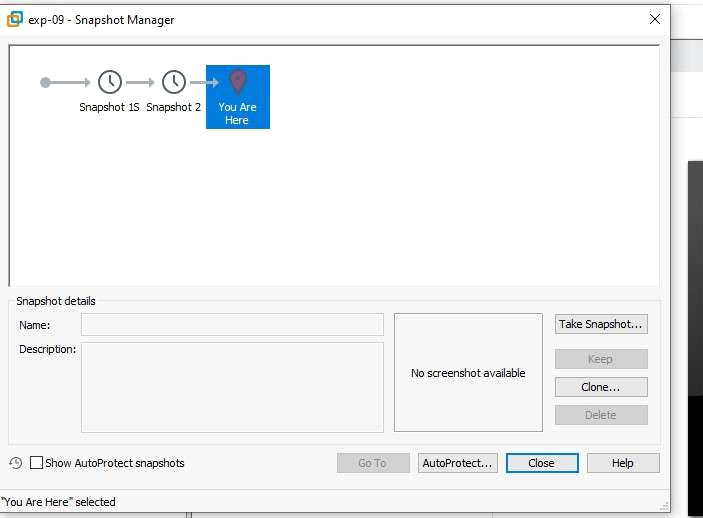 exp-09 - Snapshot Manager
Snapshot 1S
Snapshot 2
You Are
Here
Snapshot details
Name:
Description:
No screenshot available
Take Snapshot...
Keep
Clone...
Delete
Show AutoProtect snapshots
Go To
AutoProtect...
Close
Help
"You Are Here" selected